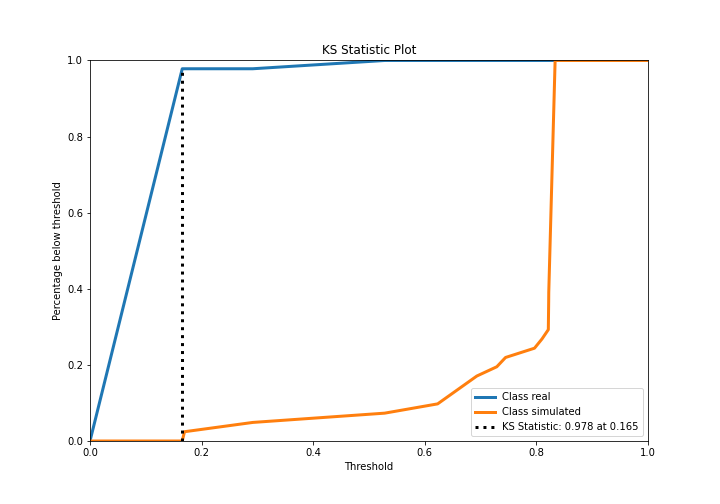 KS Statistic Plot
1.0
0.8
0.6
0.4
0.2
0.0
Percentage below threshold
0.0 0.2 0.4 0.6 0.8 1.0
Threshold
Class real
Class simulated
KS Statistic: 0.978 at 0.165